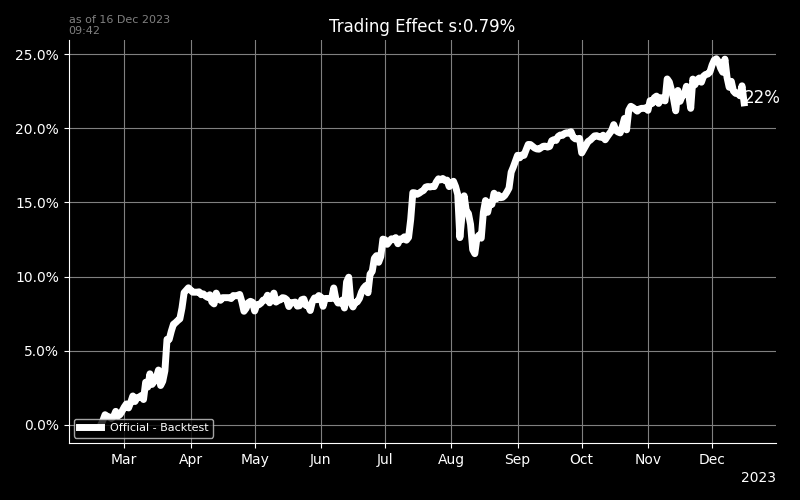 as of 16 Dec 2023
09:42
Trading Effect s:0.79%
25.0%
20.0%
15.0%
10.0%
5.0%
0.0%
22%
Official - Backtest
Mar Apr May Jun Jul Aug Sep Oct Nov Dec
2023